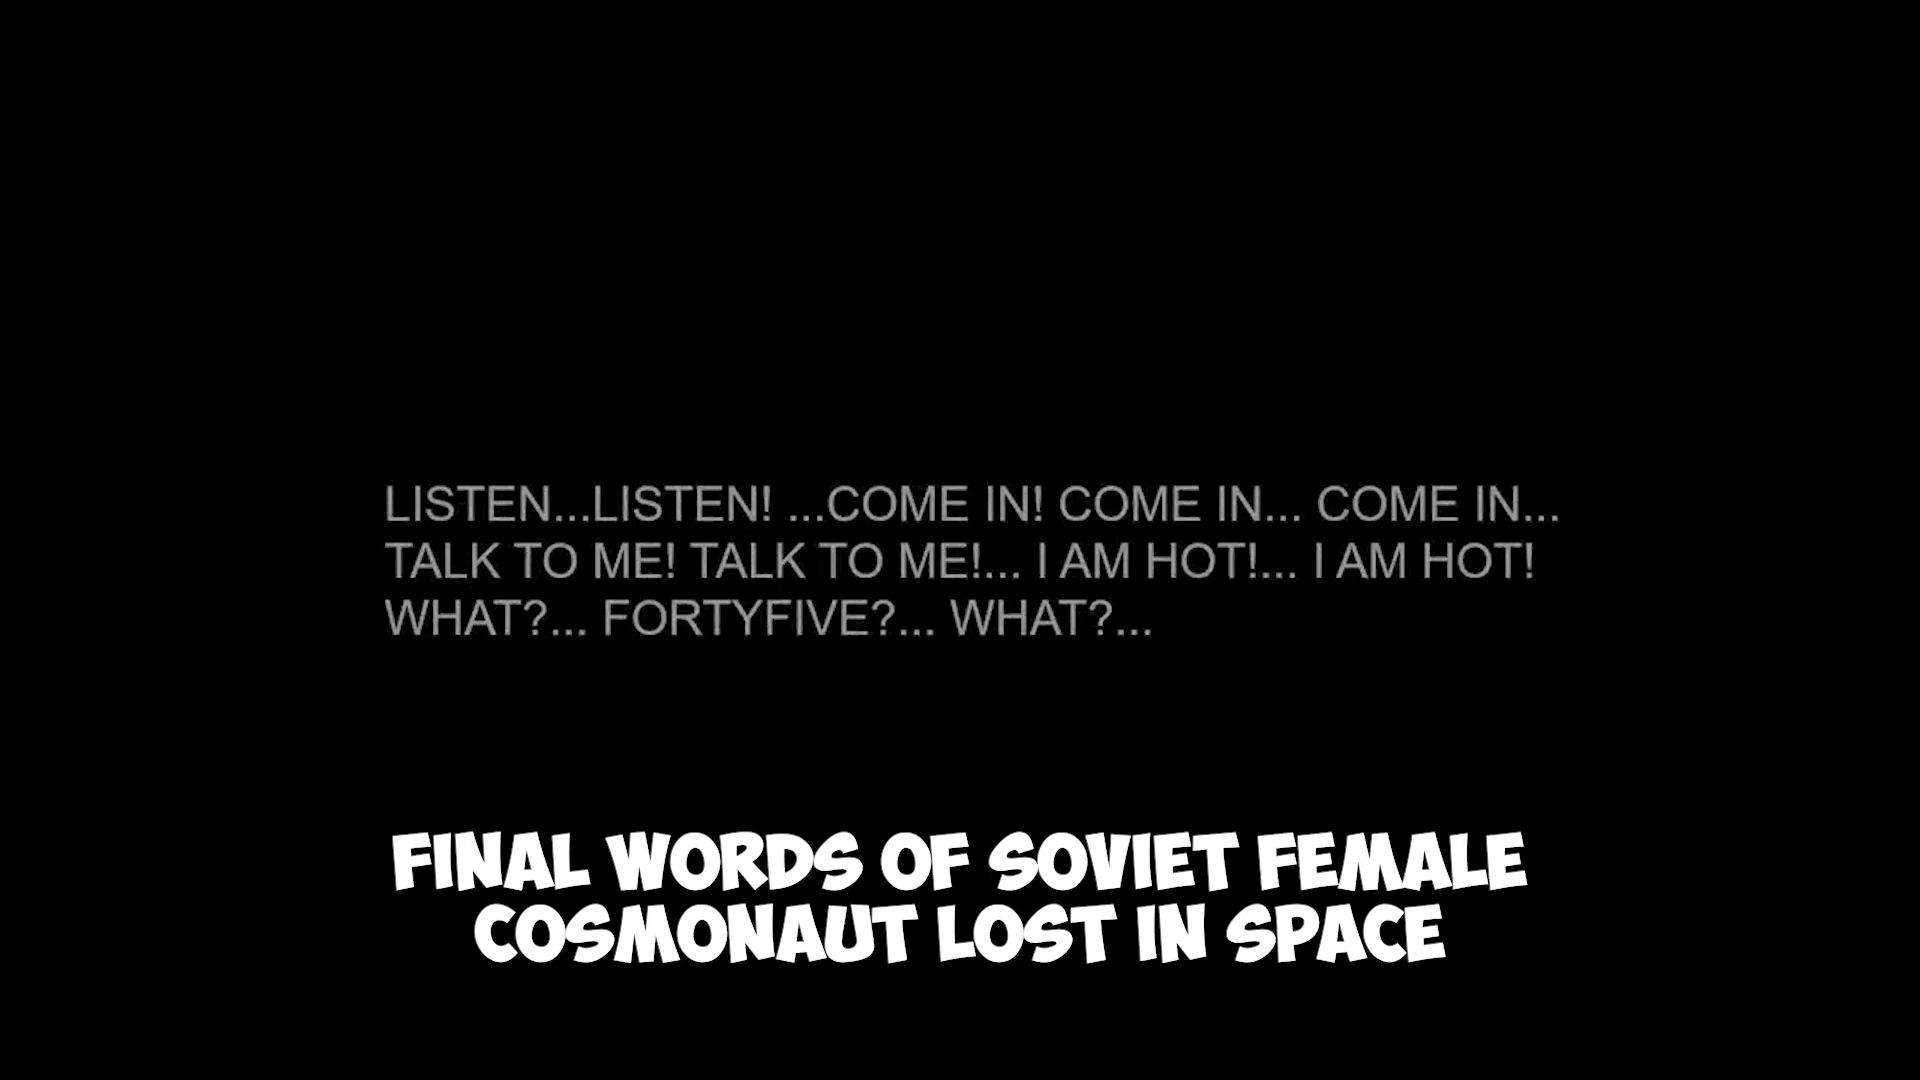 LISTEN...LISTEN! ...COME IN! COME IN... COME IN...
TALK TO ME! TALK TO ME!... I AM HOT!... I AM HOT!
WHAT?... FORTYFIVE?... WHAT?...
FINAL WORDS OF SOVIET FEMALE
COSMONAUT LOST IN SPACE